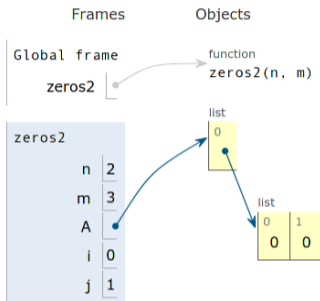 Frames Objects
Global frame
function
zeros2(n, m)
zeros2
list
0
zeros2
n 2
m 3
A
list
0 1
0 0
i 0
j 1